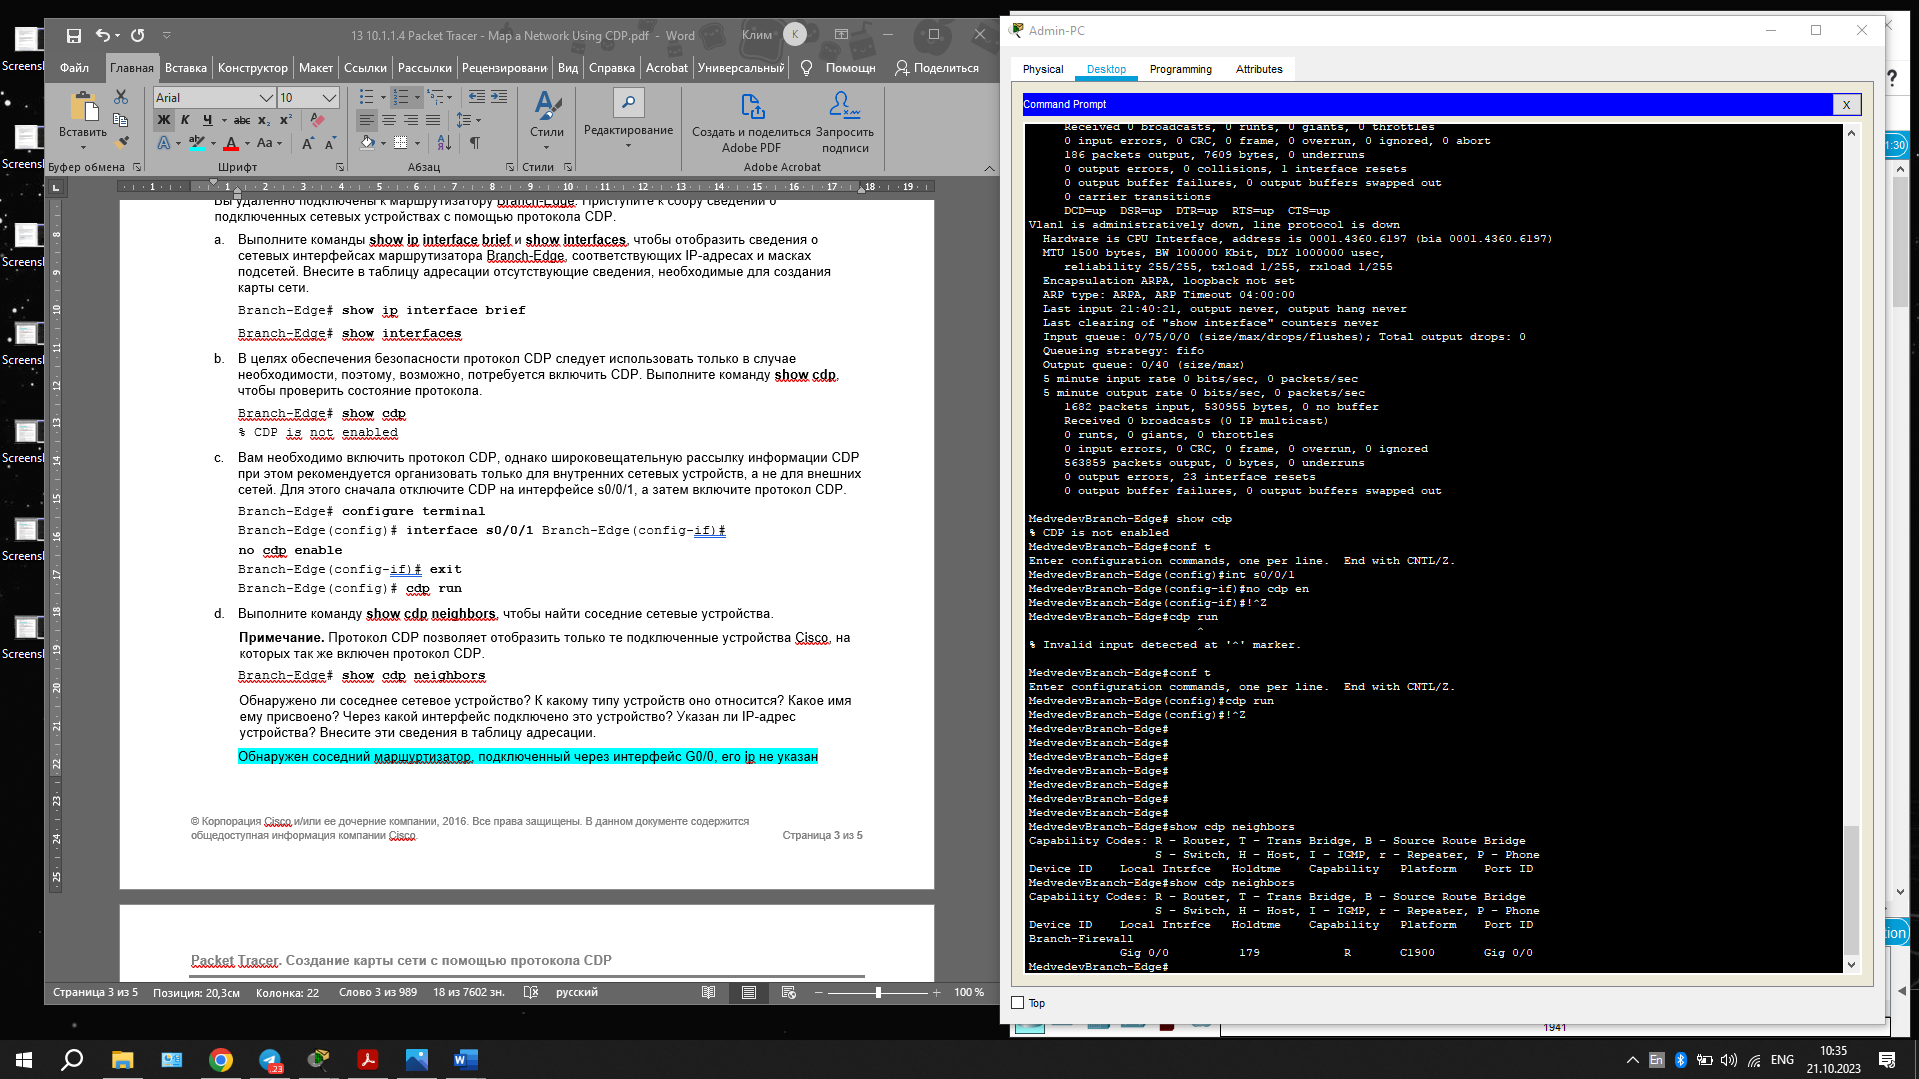 Screensl
Screensl
Screensl
Screensl
Screensl
Screensl
Screensl
13 10.1.1.4 Packet Tracer - Map a Network Using CDP.pdf - Word
Клим
K
Файл
Главная
Вставка
Конструктор
Макет
Ссылки
Рассылки
Рецензировани
Вид
Справка
Acrobat
Универсальный
Помощн
Поделиться
Вставить
Arial
10
Ж К Ч abc x₂ x²
A Aa A A
Стили
Редактирование
Создать и поделиться Adobe PDF
Запросить подписи
Буфер обмена
Шрифт
Абзац
Стили
Adobe Acrobat
Вы удаленно подключены к маршрутизатору Branch-Edge. Приступите к сбору сведений о
подключенных сетевых устройствах с помощью протокола CDP.
a. Выполните команды show ip interface brief и show interfaces, чтобы отобразить сведения о
сетевых интерфейсах маршрутизатора Branch-Edge, соответствующих IP-адресах и масках
подсетей. Внесите в таблицу адресации отсутствующие сведения, необходимые для создания
карты сети.
Branch-Edge# show ip interface brief
Branch-Edge# show interfaces
b. В целях обеспечения безопасности протокол CDP следует использовать только в случае
необходимости, поэтому, возможно, потребуется включить CDP. Выполните команду show cdp,
чтобы проверить состояние протокола.
Branch-Edge# show cdp
% CDP is not enabled
c. Вам необходимо включить протокол CDP, однако широковещательную рассылку информации CDP
при этом рекомендуется организовать только для внутренних сетевых устройств, а не для внешних
сетей. Для этого сначала отключите CDP на интерфейсе s0/0/1, а затем включите протокол CDP.
Branch-Edge# configure terminal
Branch-Edge(config)# interface s0/0/1 Branch-Edge(config-if)#
no cdp enable
Branch-Edge(config-if)# exit
Branch-Edge(config)# cdp run
d. Выполните команду show cdp neighbors, чтобы найти соседние сетевые устройства.
Примечание. Протокол CDP позволяет отобразить только те подключенные устройства Cisco, на
которых так же включен протокол CDP.
Branch-Edge# show cdp neighbors
Обнаружено ли соседнее сетевое устройство? К какому типу устройств оно относится? Какое имя
ему присвоено? Через какой интерфейс подключено это устройство? Указан ли IP-адрес
устройства? Внесите эти сведения в таблицу адресации.
Обнаружен соседний маршуртизатор, подключенный через интерфейс G0/0, его ip не указан
© Корпорация Cisco и/или ее дочерние компании, 2016. Все права защищены. В данном документе содержится
общедоступная информация компании Cisco. Страница 3 из 5
Packet Tracer. Создание карты сети с помощью протокола CDP
Страница 3 из 5
Позиция: 20,3см
Колонка: 22
Слово 3 из 989
18 из 7602 зн.
русский
100 %
Admin-PC
Physical
Desktop
Programming
Attributes
Command Prompt
X
Received 0 broadcasts, 0 runts, 0 giants, 0 throttles
0 input errors, 0 CRC, 0 frame, 0 overrun, 0 ignored, 0 abort
186 packets output, 7609 bytes, 0 underruns
0 output errors, 0 collisions, 1 interface resets
0 output buffer failures, 0 output buffers swapped out
0 carrier transitions
DCD=up DSR=up DTR=up RTS=up CTS=up
Vlan1 is administratively down, line protocol is down
Hardware is CPU Interface, address is 0001.4360.6197 (bia 0001.4360.6197)
MTU 1500 bytes, BW 100000 Kbit, DLY 1000000 usec,
reliability 255/255, txload 1/255, rxload 1/255
Encapsulation ARPA, loopback not set
ARP type: ARPA, ARP Timeout 04:00:00
Last input 21:40:21, output never, output hang never
Last clearing of "show interface" counters never
Input queue: 0/75/0/0 (size/max/drops/flushes); Total output drops: 0
Queueing strategy: fifo
Output queue: 0/40 (size/max)
5 minute input rate 0 bits/sec, 0 packets/sec
5 minute output rate 0 bits/sec, 0 packets/sec
1682 packets input, 530955 bytes, 0 no buffer
Received 0 broadcasts (0 IP multicast)
0 runts, 0 giants, 0 throttles
0 input errors, 0 CRC, 0 frame, 0 overrun, 0 ignored
563859 packets output, 0 bytes, 0 underruns
0 output errors, 23 interface resets
0 output buffer failures, 0 output buffers swapped out
MedvedevBranch-Edge# show cdp
% CDP is not enabled
MedvedevBranch-Edge#conf t
Enter configuration commands, one per line. End with CNTL/Z.
MedvedevBranch-Edge(config)#int s0/0/1
MedvedevBranch-Edge(config-if)#no cdp en
MedvedevBranch-Edge(config-if)#!^Z
MedvedevBranch-Edge#cdp run
^
% Invalid input detected at '^' marker.
MedvedevBranch-Edge#conf t
Enter configuration commands, one per line. End with CNTL/Z.
MedvedevBranch-Edge(config)#cdp run
MedvedevBranch-Edge(config)#!^Z
MedvedevBranch-Edge#
MedvedevBranch-Edge#
MedvedevBranch-Edge#
MedvedevBranch-Edge#
MedvedevBranch-Edge#
MedvedevBranch-Edge#
MedvedevBranch-Edge#
MedvedevBranch-Edge#show cdp neighbors
Capability Codes: R - Router, T - Trans Bridge, B - Source Route Bridge
S - Switch, H - Host, I - IGMP, r - Repeater, P - Phone
Device ID Local Intrfce Holdtme Capability Platform Port ID
MedvedevBranch-Edge#show cdp neighbors
Capability Codes: R - Router, T - Trans Bridge, B - Source Route Bridge
S - Switch, H - Host, I - IGMP, r - Repeater, P - Phone
Device ID Local Intrfce Holdtme Capability Platform Port ID
Branch-Firewall
Gig 0/0 179 R C1900 Gig 0/0
MedvedevBranch-Edge#
Top
1941
1:30
tion
23
En
ENG
10:35
21.10.2023